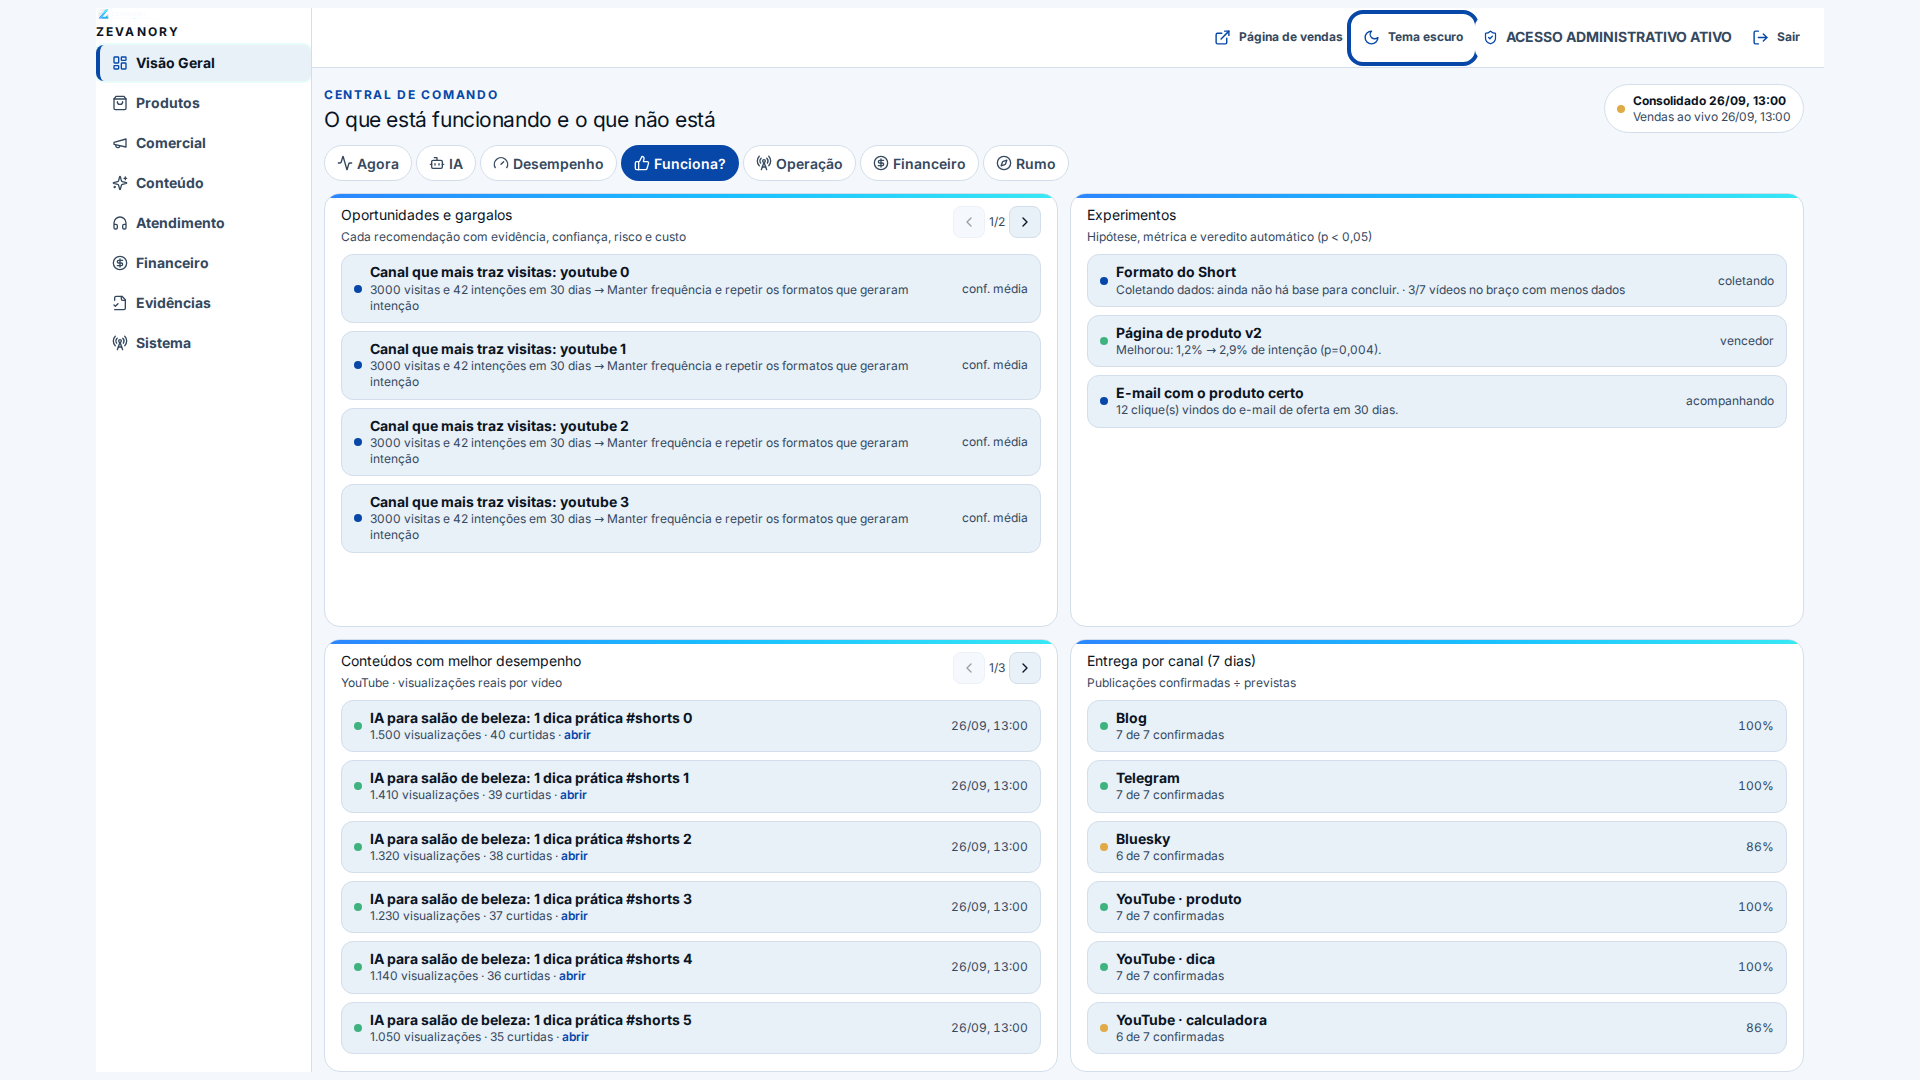 ZEVANORY
Visão Geral
Produtos
Comercial
Conteúdo
Atendimento
Financeiro
Evidências
Sistema
Página de vendas
Tema escuro
ACESSO ADMINISTRATIVO ATIVO
Sair
CENTRAL DE COMANDO
O que está funcionando e o que não está
Consolidado 26/09, 13:00
Vendas ao vivo 26/09, 13:00
Agora
IA
Desempenho
Funciona?
Operação
Financeiro
Rumo
Oportunidades e gargalos
1/2
Cada recomendação com evidência, confiança, risco e custo
Canal que mais traz visitas: youtube 0
3000 visitas e 42 intenções em 30 dias → Manter frequência e repetir os formatos que geraram
intenção
conf. média
Canal que mais traz visitas: youtube 1
3000 visitas e 42 intenções em 30 dias → Manter frequência e repetir os formatos que geraram
intenção
conf. média
Canal que mais traz visitas: youtube 2
3000 visitas e 42 intenções em 30 dias → Manter frequência e repetir os formatos que geraram
intenção
conf. média
Canal que mais traz visitas: youtube 3
3000 visitas e 42 intenções em 30 dias → Manter frequência e repetir os formatos que geraram
intenção
conf. média
Experimentos
Hipótese, métrica e veredito automático (p < 0,05)
Formato do Short
Coletando dados: ainda não há base para concluir. · 3/7 vídeos no braço com menos dados
coletando
Página de produto v2
Melhorou: 1,2% → 2,9% de intenção (p=0,004).
vencedor
E-mail com o produto certo
12 clique(s) vindos do e-mail de oferta em 30 dias.
acompanhando
Conteúdos com melhor desempenho
1/3
YouTube · visualizações reais por vídeo
IA para salão de beleza: 1 dica prática #shorts 0
1.500 visualizações · 40 curtidas · abrir
26/09, 13:00
IA para salão de beleza: 1 dica prática #shorts 1
1.410 visualizações · 39 curtidas · abrir
26/09, 13:00
IA para salão de beleza: 1 dica prática #shorts 2
1.320 visualizações · 38 curtidas · abrir
26/09, 13:00
IA para salão de beleza: 1 dica prática #shorts 3
1.230 visualizações · 37 curtidas · abrir
26/09, 13:00
IA para salão de beleza: 1 dica prática #shorts 4
1.140 visualizações · 36 curtidas · abrir
26/09, 13:00
IA para salão de beleza: 1 dica prática #shorts 5
1.050 visualizações · 35 curtidas · abrir
26/09, 13:00
Entrega por canal (7 dias)
Publicações confirmadas ÷ previstas
Blog
7 de 7 confirmadas
100%
Telegram
7 de 7 confirmadas
100%
Bluesky
6 de 7 confirmadas
86%
YouTube · produto
7 de 7 confirmadas
100%
YouTube · dica
7 de 7 confirmadas
100%
YouTube · calculadora
6 de 7 confirmadas
86%